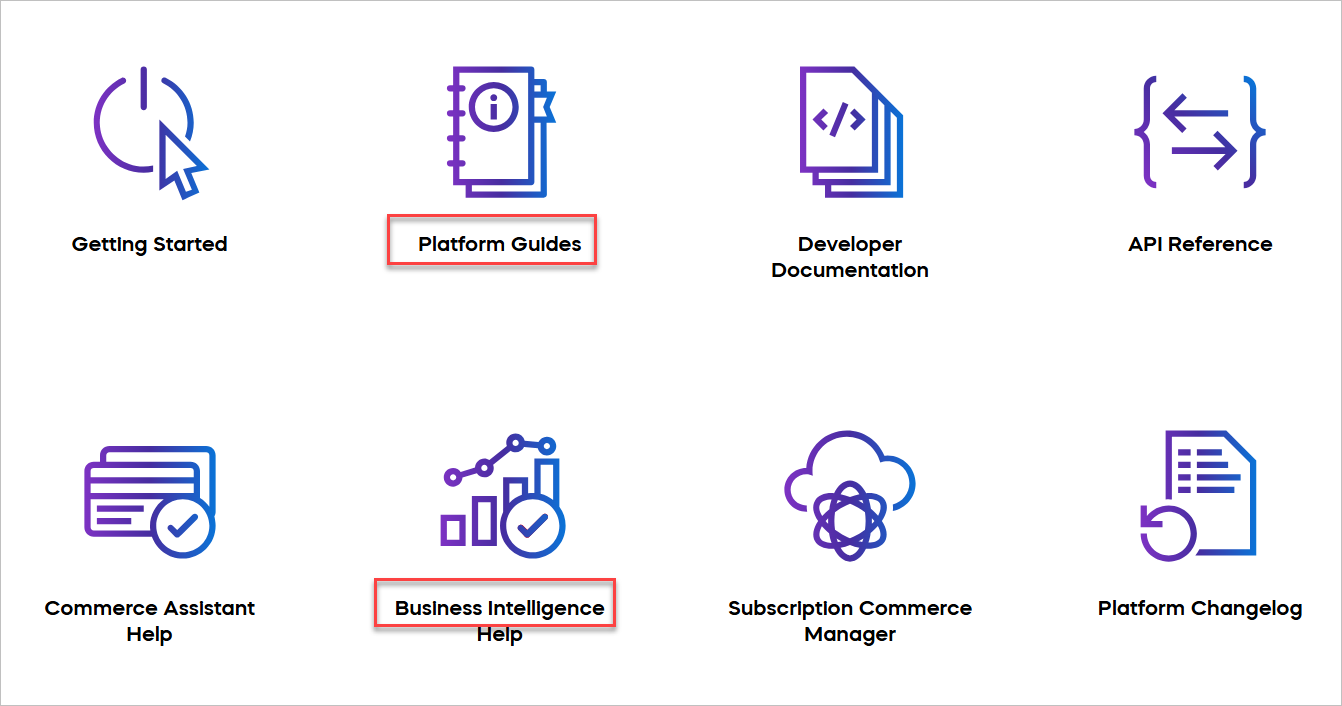 Getting Started
Platform Guides
Developer
Documentation
API Reference
Commerce Assistant
Help
Business Intelligence
Help
Subscription Commerce
Manager
Platform Changelog